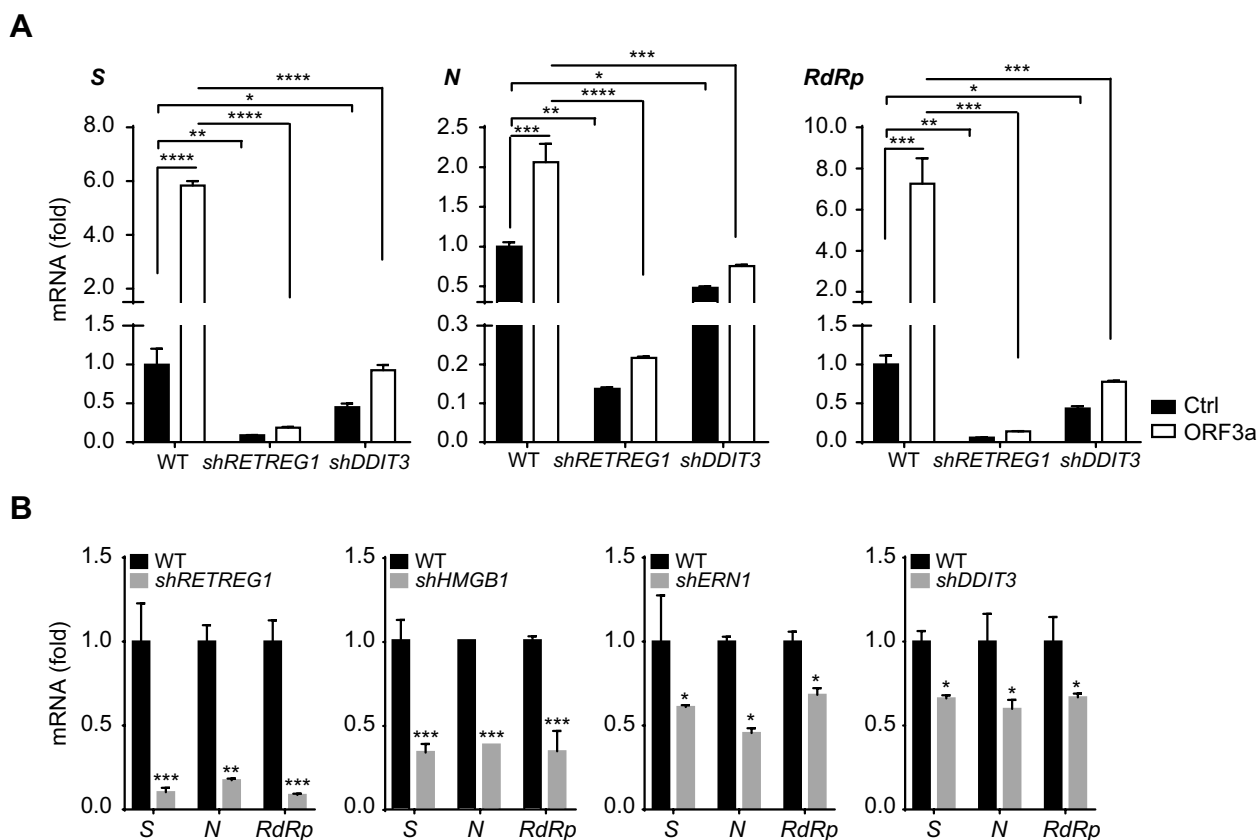 A
S
N
RdRp
****
*
****
**
****
***
*
****
**
***
***
*
***
**
***
mRNA (fold)
8.0
6.0
4.0
2.0
1.5
1.0
0.5
0.0
2.5
2.0
1.5
1.0
0.5
0.3
0.2
0.1
0.0
10.0
8.0
6.0
4.0
2.0
1.5
1.0
0.5
0.0
WT shRETREG1 shDDIT3
WT shRETREG1 shDDIT3
WT shRETREG1 shDDIT3
Ctrl
ORF3a
B
mRNA (fold)
1.5
1.0
0.5
0.0
WT
shRETREG1
*** ** ***
S N RdRp
1.5
1.0
0.5
0.0
WT
shHMGB1
*** *** ***
S N RdRp
1.5
1.0
0.5
0.0
WT
shERN1
* * *
S N RdRp
1.5
1.0
0.5
0.0
WT
shDDIT3
* * *
S N RdRp